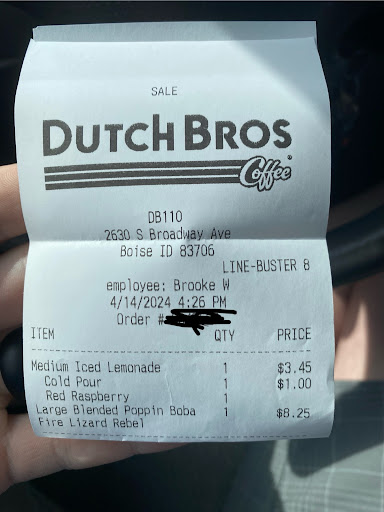 SALE
DUTCH BROS
Coffee®
DB110
2630 S Broadway Ave
Boise ID 83706
LINE-BUSTER 8
employee: Brooke W
4/14/2024 4:26 PM
Order #
ITEM QTY PRICE
Medium Iced Lemonade 1 $3.45
Cold Pour 1 $1.00
Red Raspberry 1
Large Blended Poppin Boba 1 $8.25
Fire Lizard Rebel